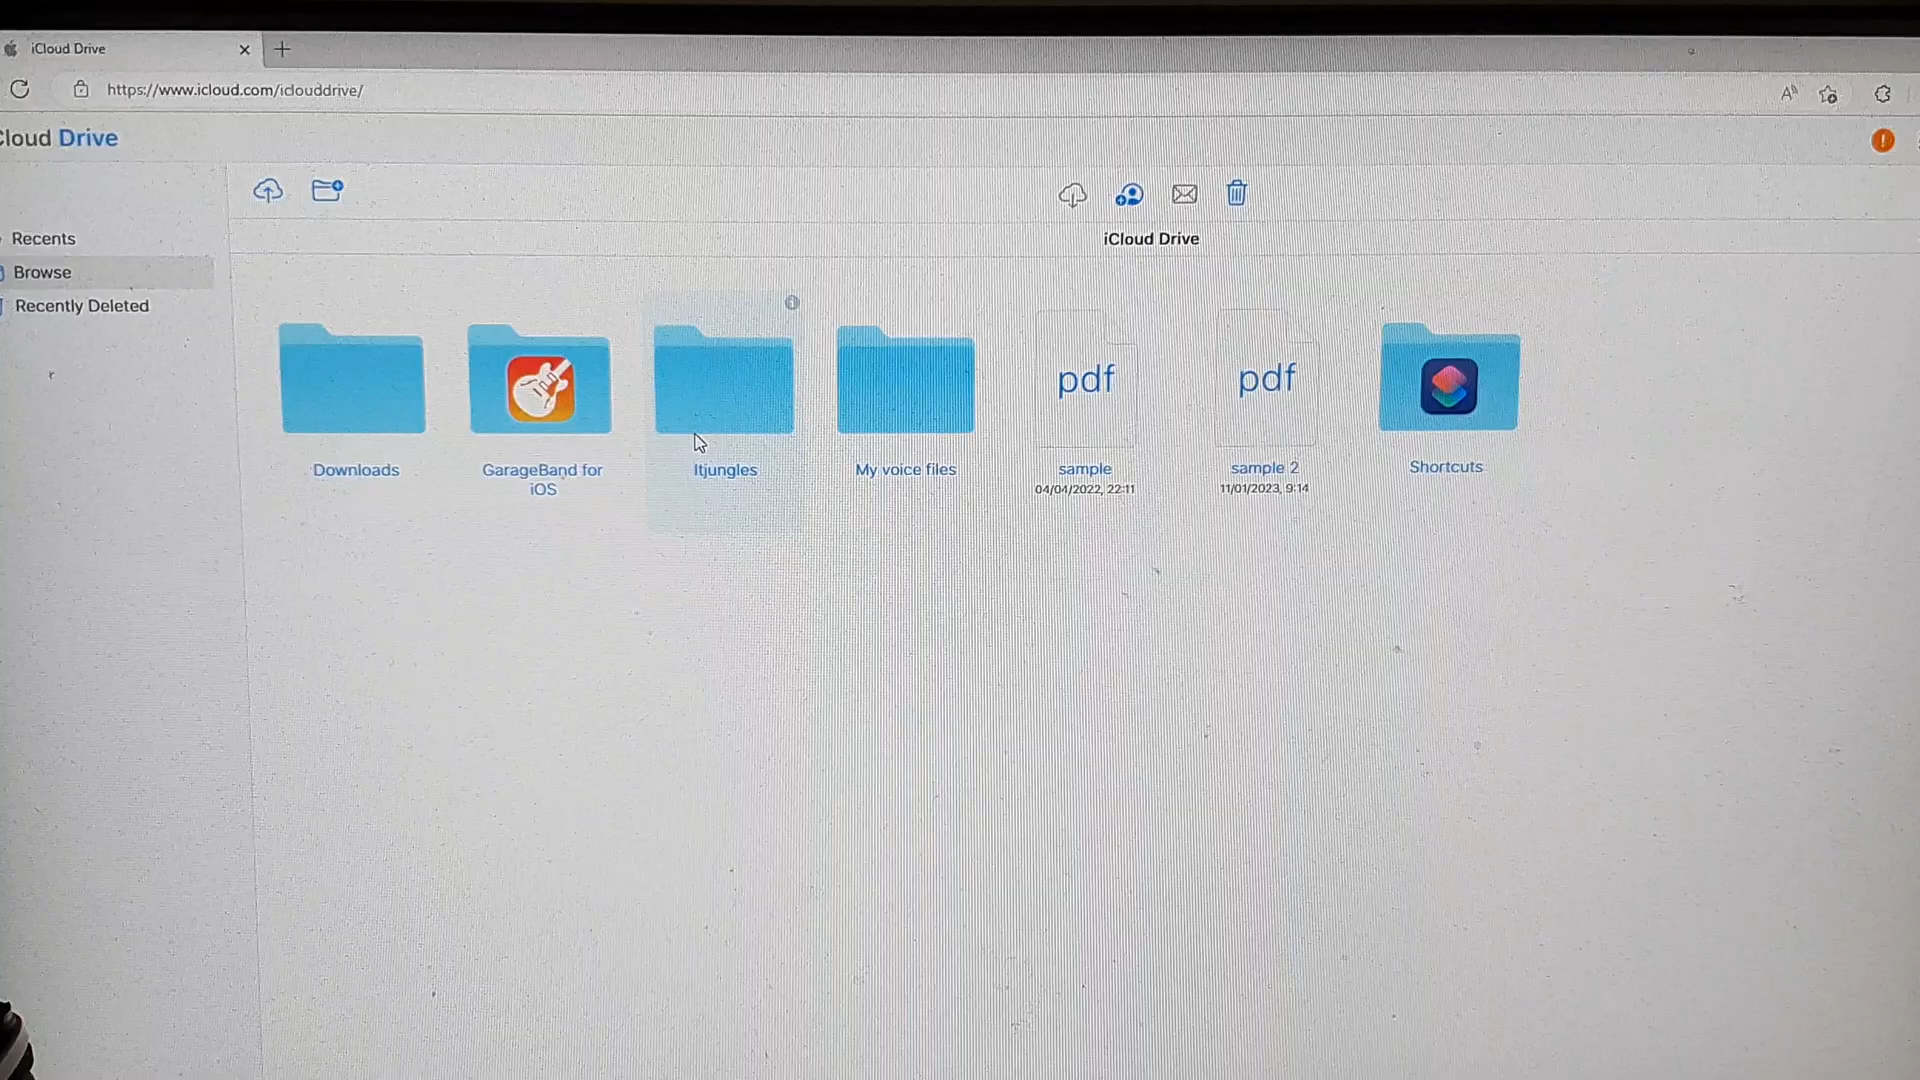 iCloud Drive
https://www.icloud.com/iclouddrive/
Cloud Drive
iCloud Drive
Recents
Browse
Recently Deleted
pdf
pdf
Downloads
GarageBand for
iOS
Itjungles
My voice files
sample
04/04/2022, 22:11
sample 2
11/01/2023, 9:14
Shortcuts